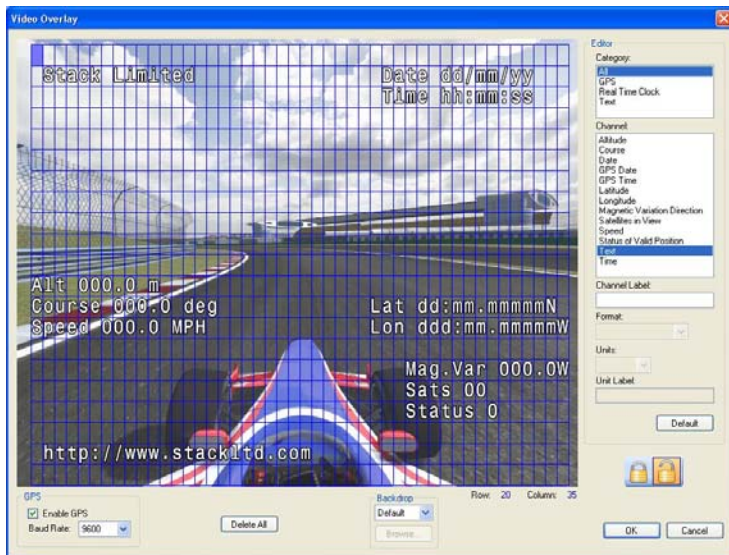 Video Overlay
Stack Limited
Date dd/mm/yy
Time hh:mm:ss
Alt 000.0 m
Course 000.0 deg
Speed 000.0 MPH
Lat dd:mm.mmmmmN
Lon ddd:mm.mmmmmW
Mag.Var 000.0W
Sats 00
Status 0
http://www.stackltd.com
Editor
Category:
All
GPS
Real Time Clock
Text
Channel:
Altitude
Course
Date
GPS Date
GPS Time
Latitude
Longitude
Magnetic Variation Direction
Satellites in View
Speed
Status of Valid Position
Text
Time
Channel Label:
Format:
Units:
Unit Label:
Default
GPS
Enable GPS
Baud Rate: 9600
Delete All
Backdrop
Default
Browse...
Row: 20 Column: 35
OK
Cancel